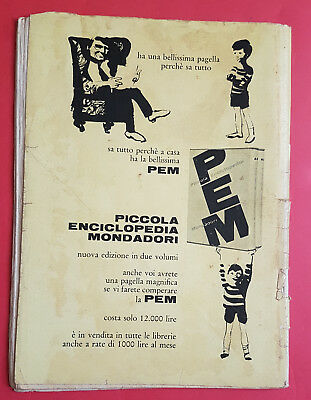 ha una bellissima pagella
perchè sa tutto
sa tutto perchè a casa
ha la bellissima
PEM
PEM
PICCOLA
ENCICLOPEDIA
MONDADORI
nuova edizione in due volumi
anche voi avrete
una pagella magnifica
se vi farete comperare
la PEM
costa solo 12.000 lire
è in vendita in tutte le librerie
anche a rate di 1000 lire al mese